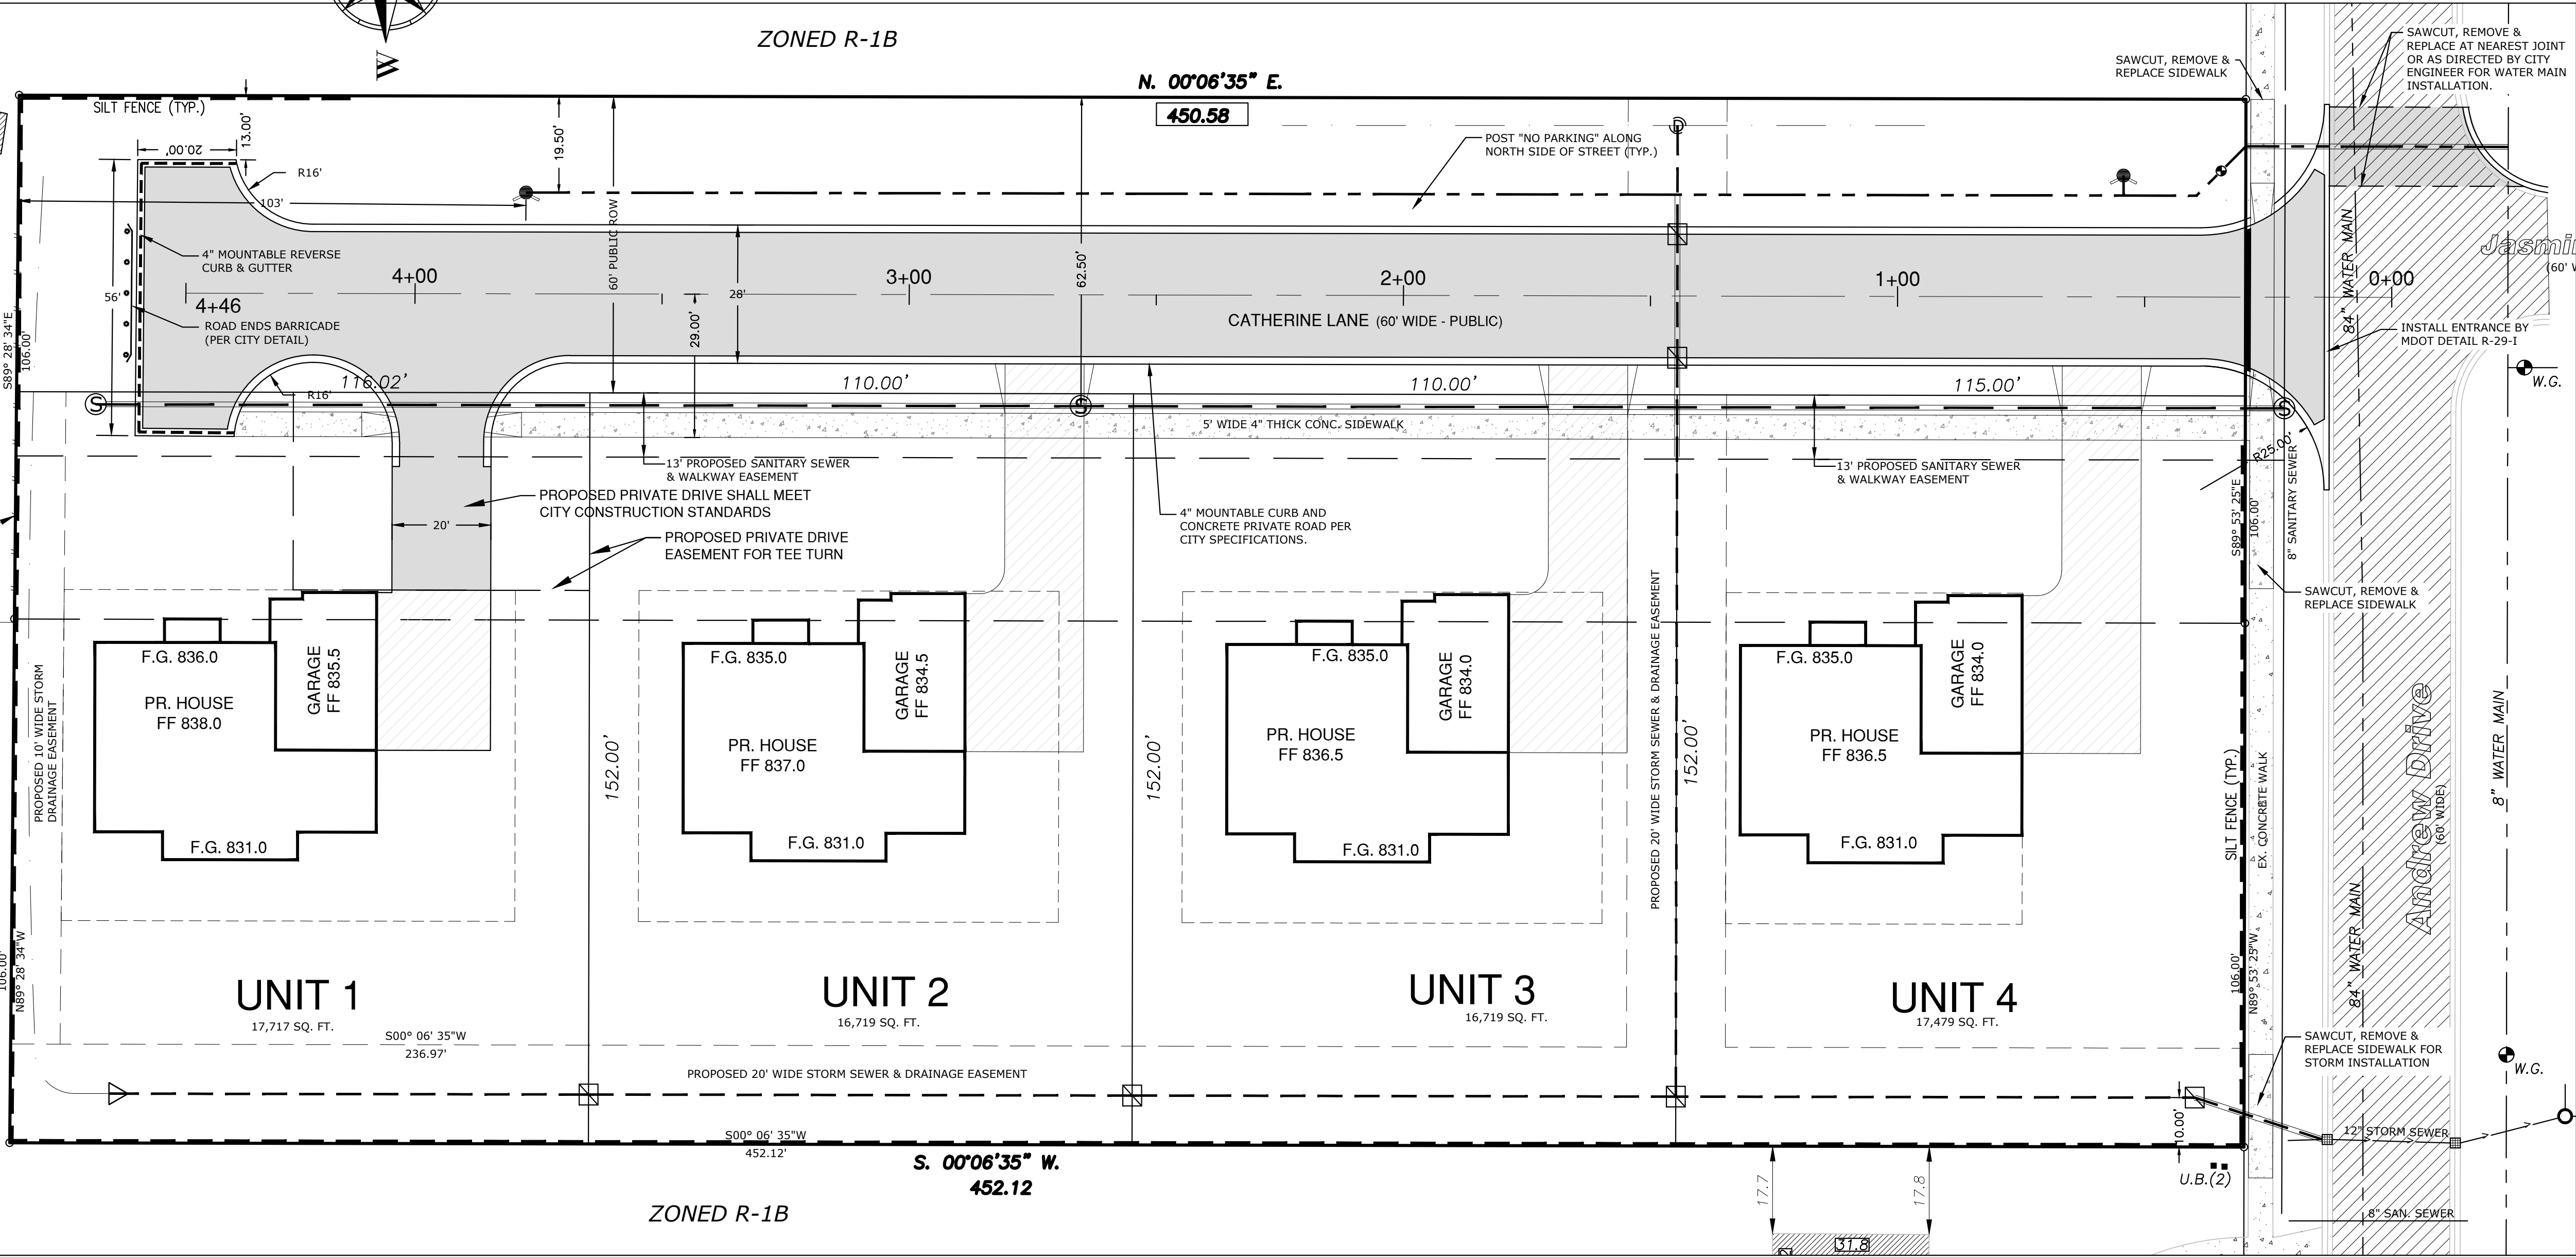 W
ZONED R-1B
N. 00°06'35" E.
450.58
SILT FENCE (TYP.)
13.00'
20.00'
R16'
103'
19.50'
60' PUBLIC ROW
62.50'
POST "NO PARKING" ALONG
NORTH SIDE OF STREET (TYP.)
SAWCUT, REMOVE &
REPLACE SIDEWALK
SAWCUT, REMOVE &
REPLACE AT NEAREST JOINT
OR AS DIRECTED BY CITY
ENGINEER FOR WATER MAIN
INSTALLATION.
84" WATER MAIN
Jasmin
(60' W
4" MOUNTABLE REVERSE
CURB & GUTTER
56'
4+46
4+00
3+00
2+00
1+00
0+00
28'
29.00'
ROAD ENDS BARRICADE
(PER CITY DETAIL)
CATHERINE LANE (60' WIDE - PUBLIC)
INSTALL ENTRANCE BY
MDOT DETAIL R-29-I
W.G.
S89° 28' 34"E
106.00'
116.02'
R16'
110.00'
110.00'
115.00'
S
S
S
5' WIDE 4" THICK CONC. SIDEWALK
R25.00'
8" SANITARY SEWER
13' PROPOSED SANITARY SEWER
& WALKWAY EASEMENT
13' PROPOSED SANITARY SEWER
& WALKWAY EASEMENT
PROPOSED PRIVATE DRIVE SHALL MEET
CITY CONSTRUCTION STANDARDS
20'
PROPOSED PRIVATE DRIVE
EASEMENT FOR TEE TURN
4" MOUNTABLE CURB AND
CONCRETE PRIVATE ROAD PER
CITY SPECIFICATIONS.
S89° 53' 25"E
106.00'
SAWCUT, REMOVE &
REPLACE SIDEWALK
F.G. 836.0
GARAGE
FF 835.5
PR. HOUSE
FF 838.0
F.G. 831.0
F.G. 835.0
GARAGE
FF 834.5
PR. HOUSE
FF 837.0
F.G. 831.0
F.G. 835.0
GARAGE
FF 834.0
PR. HOUSE
FF 836.5
F.G. 831.0
F.G. 835.0
GARAGE
FF 834.0
PR. HOUSE
FF 836.5
F.G. 831.0
PROPOSED 10' WIDE STORM
DRAINAGE EASEMENT
152.00'
152.00'
PROPOSED 20' WIDE STORM SEWER & DRAINAGE EASEMENT
152.00'
SILT FENCE (TYP.)
EX. CONCRETE WALK
Andrew Drive
(60' WIDE)
8" WATER MAIN
84" WATER MAIN
106.00'
N89° 28' 34"W
UNIT 1
17,717 SQ. FT.
UNIT 2
16,719 SQ. FT.
UNIT 3
16,719 SQ. FT.
UNIT 4
17,479 SQ. FT.
106.00'
N89° 53' 25"W
S00° 06' 35"W
236.97'
PROPOSED 20' WIDE STORM SEWER & DRAINAGE EASEMENT
SAWCUT, REMOVE &
REPLACE SIDEWALK FOR
STORM INSTALLATION
W.G.
S00° 06' 35"W
452.12'
S. 00°06'35" W.
452.12
10.00'
12" STORM SEWER
U.B.(2)
17.7
17.8
31.8
8" SAN. SEWER
ZONED R-1B